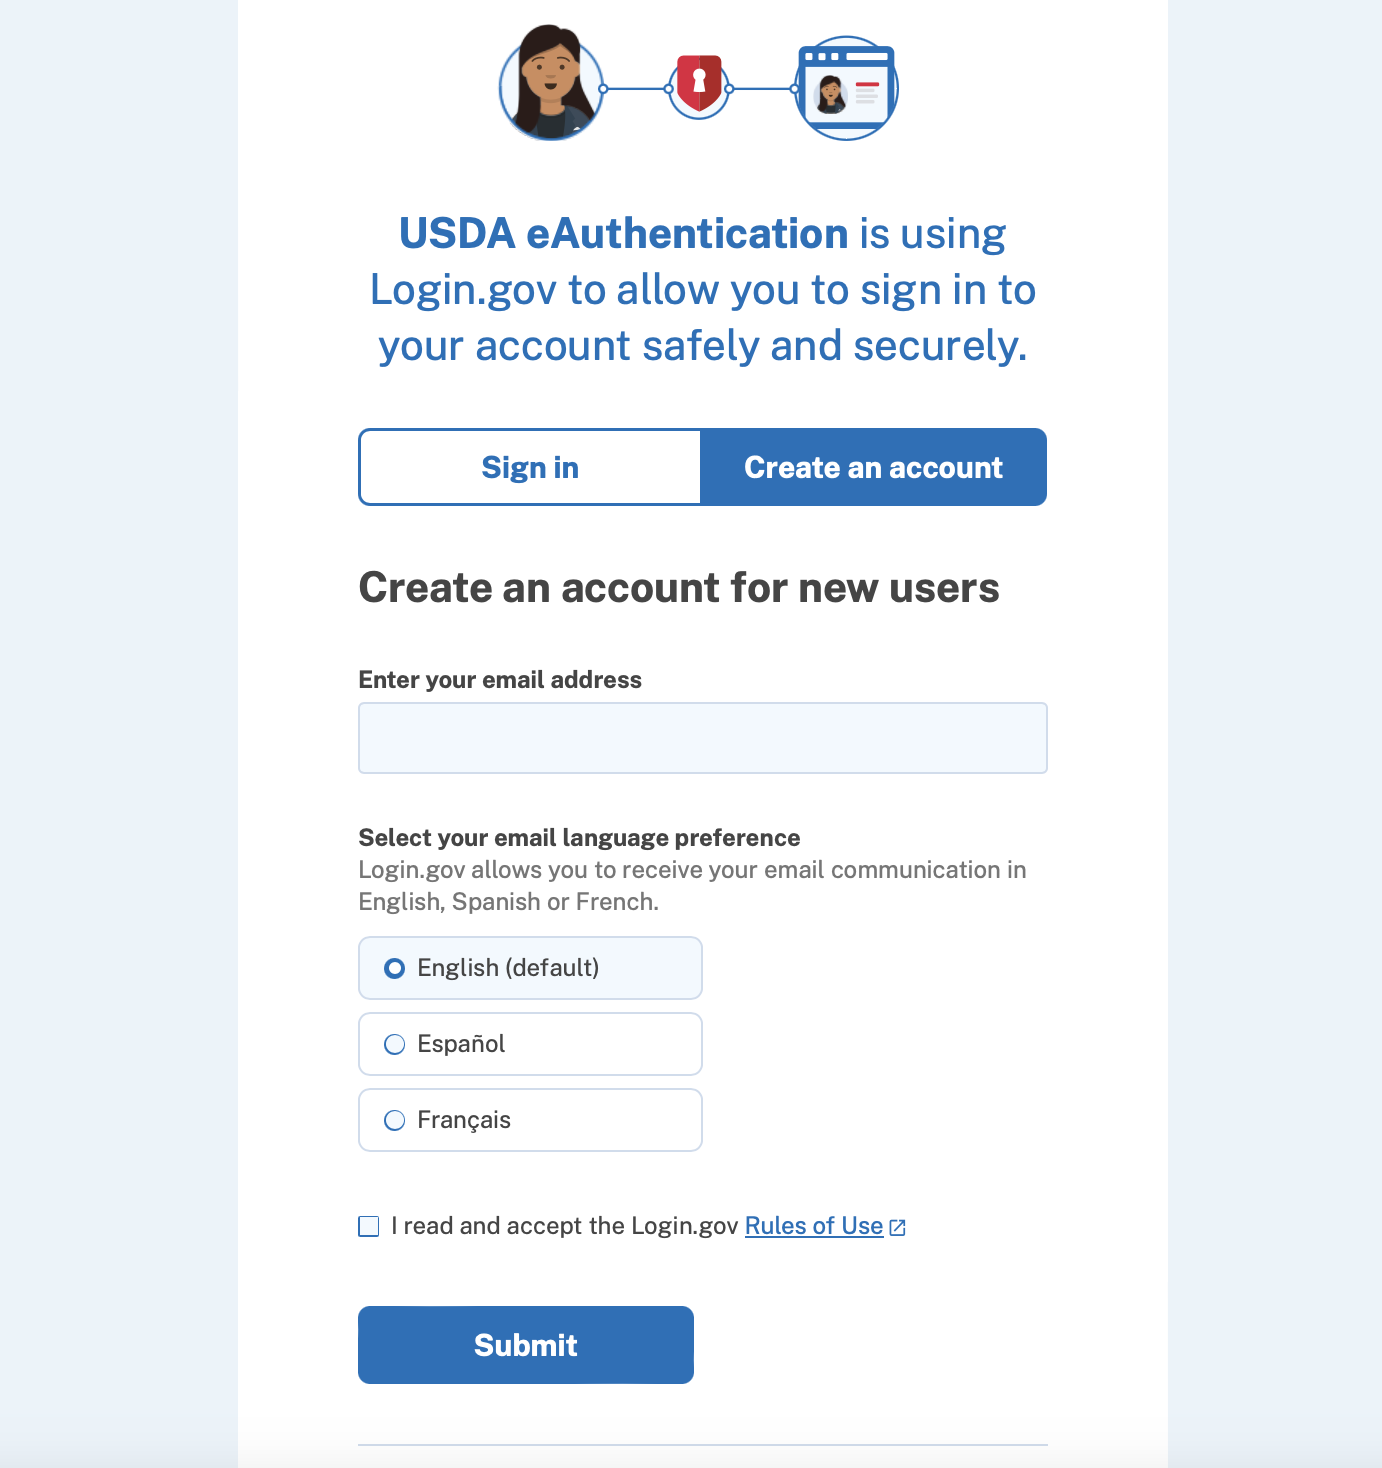 USDA eAuthentication is using
Login.gov to allow you to sign in to
your account safely and securely.
Sign in
Create an account
Create an account for new users
Enter your email address
Select your email language preference
Login.gov allows you to receive your email communication in
English, Spanish or French.
English (default)
Español
Français
I read and accept the Login.gov Rules of Use
Submit